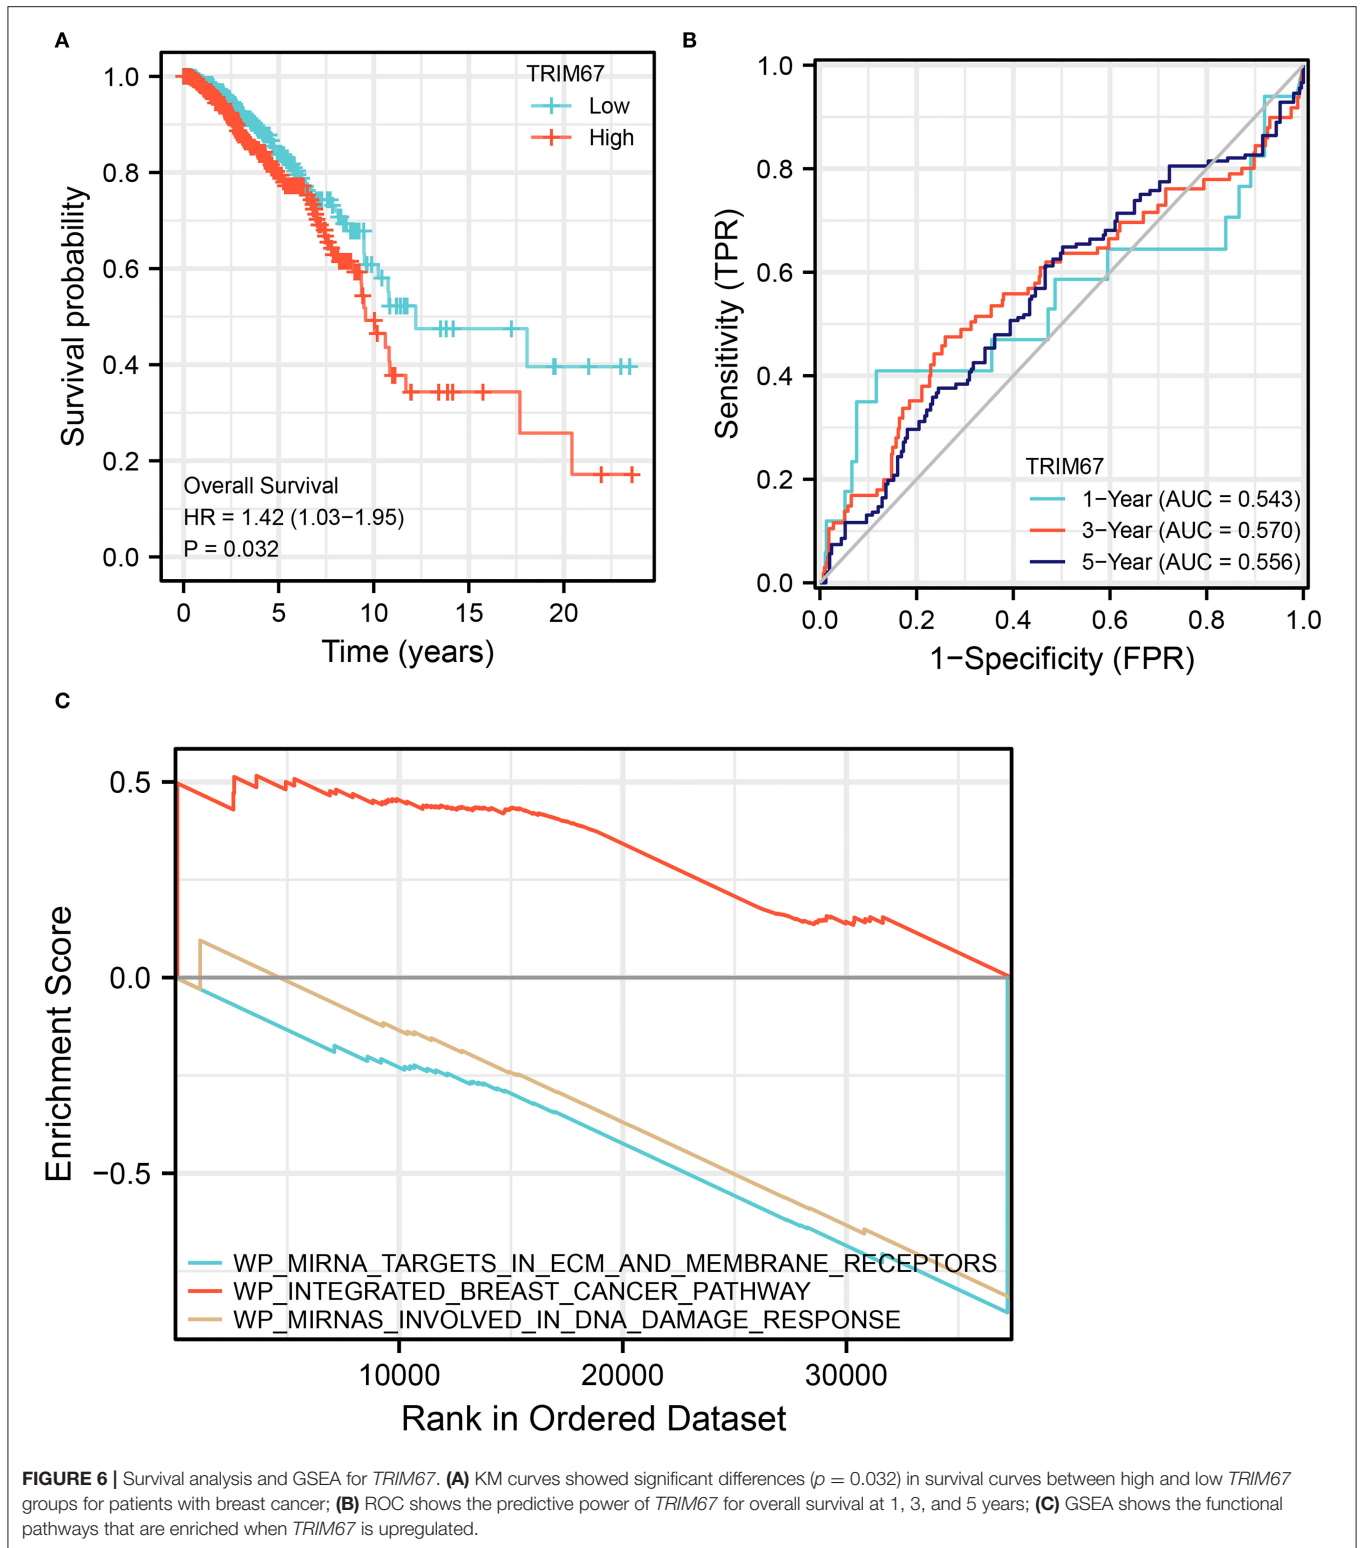 A
TRIM67
Low
High
Survival probability
1.0
0.8
0.6
0.4
0.2
0.0
Overall Survival
HR = 1.42 (1.03−1.95)
P = 0.032
0 5 10 15 20
Time (years)
B
Sensitivity (TPR)
1.0
0.8
0.6
0.4
0.2
0.0
TRIM67
1−Year (AUC = 0.543)
3−Year (AUC = 0.570)
5−Year (AUC = 0.556)
0.0 0.2 0.4 0.6 0.8 1.0
1−Specificity (FPR)
C
Enrichment Score
0.5
0.0
−0.5
WP_MIRNA_TARGETS_IN_ECM_AND_MEMBRANE_RECEPTORS
WP_INTEGRATED_BREAST_CANCER_PATHWAY
WP_MIRNAS_INVOLVED_IN_DNA_DAMAGE_RESPONSE
10000 20000 30000
Rank in Ordered Dataset
FIGURE 6 | Survival analysis and GSEA for TRIM67. (A) KM curves showed significant differences (p = 0.032) in survival curves between high and low TRIM67
groups for patients with breast cancer; (B) ROC shows the predictive power of TRIM67 for overall survival at 1, 3, and 5 years; (C) GSEA shows the functional
pathways that are enriched when TRIM67 is upregulated.